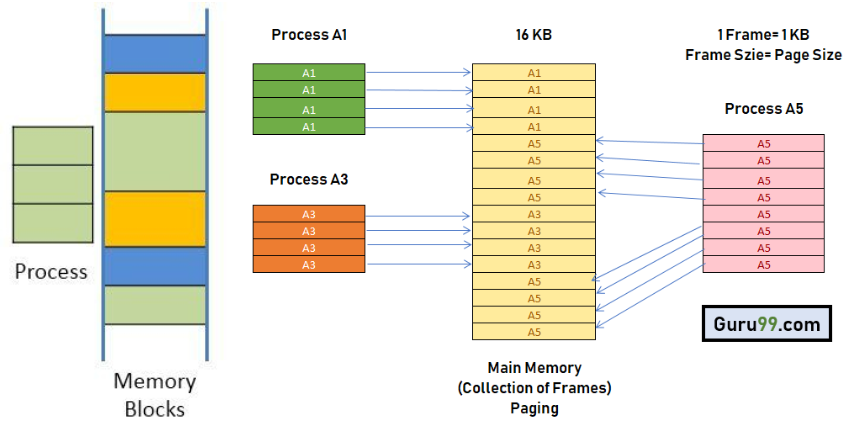 Process
Memory
Blocks
Process A1
A1
A1
A1
A1
Process A3
A3
A3
A3
A3
16 KB
A1
A1
A1
A1
A5
A5
A5
A5
A3
A3
A3
A3
A5
A5
A5
A5
Main Memory
(Collection of Frames)
Paging
1 Frame= 1 KB
Frame Szie= Page Size
Process A5
A5
A5
A5
A5
A5
A5
A5
A5
Guru99.com